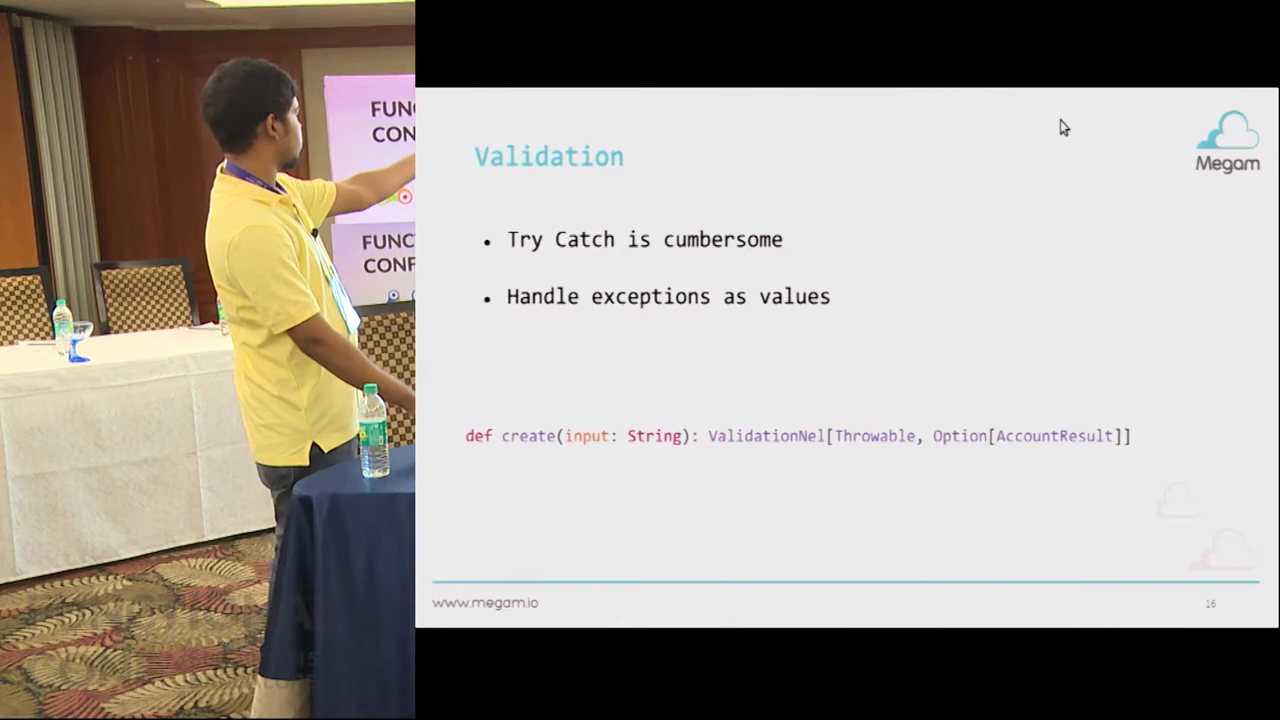 FUNC
CON
FUNC
CONF
Validation
Megam
• Try Catch is cumbersome
• Handle exceptions as values
def create(input: String): ValidationNel[Throwable, Option[AccountResult]]
www.megam.io
16